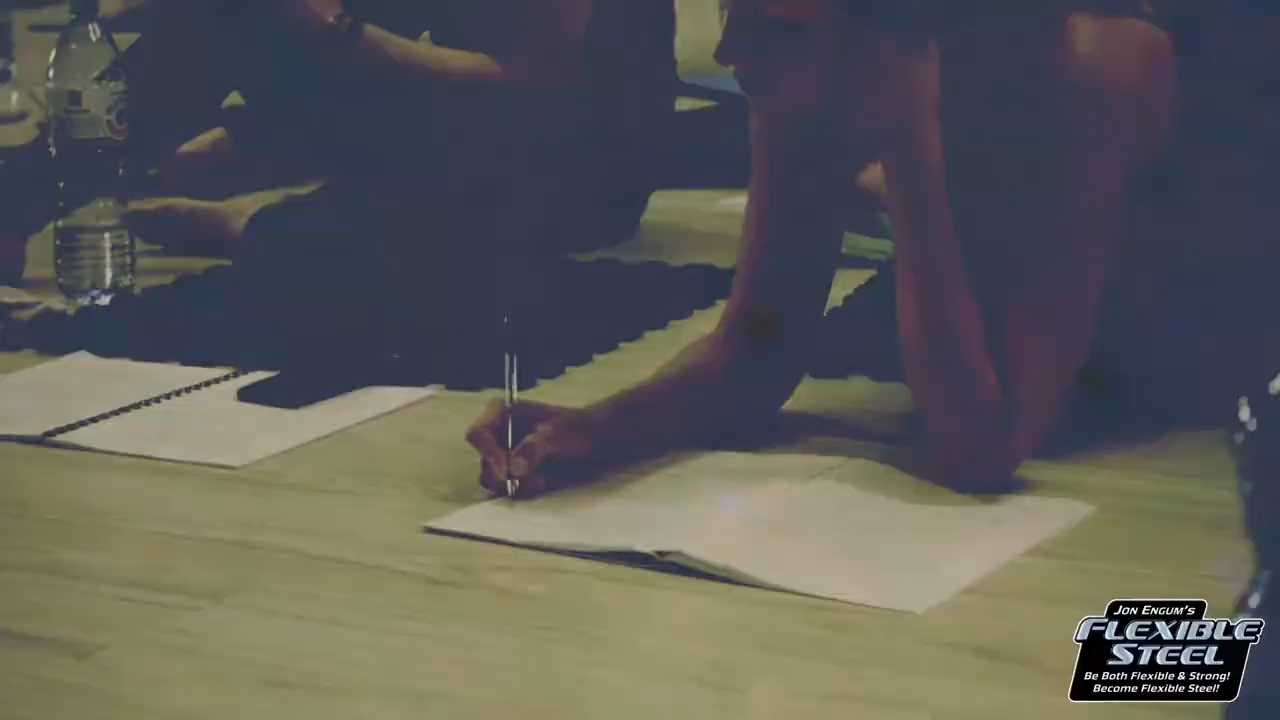 JON ENGUM'S
FLEXIBLE
STEEL
Be Both Flexible & Strong!
Become Flexible Steel!